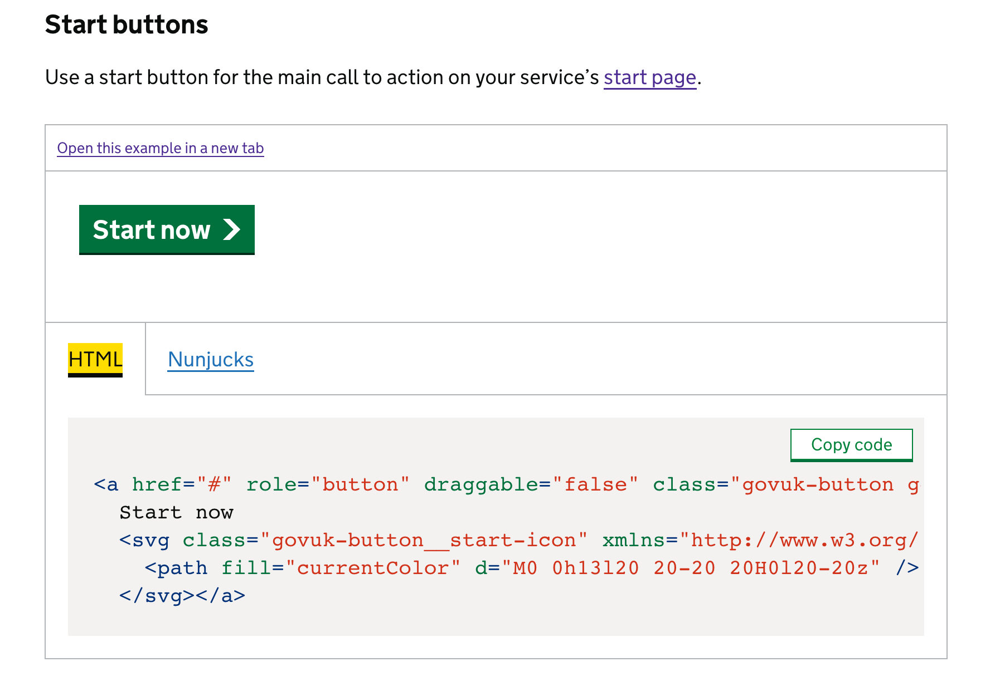 Start buttons
Use a start button for the main call to action on your service’s start page.
Open this example in a new tab
Start now
HTML
Nunjucks
Copy code
<a href="#" role="button" draggable="false" class="govuk-button g
Start now
<svg class="govuk-button__start-icon" xmlns="http://www.w3.org/
<path fill="currentColor" d="M0 0h13l20 20-20 20H0l20-20z" />
</svg></a>